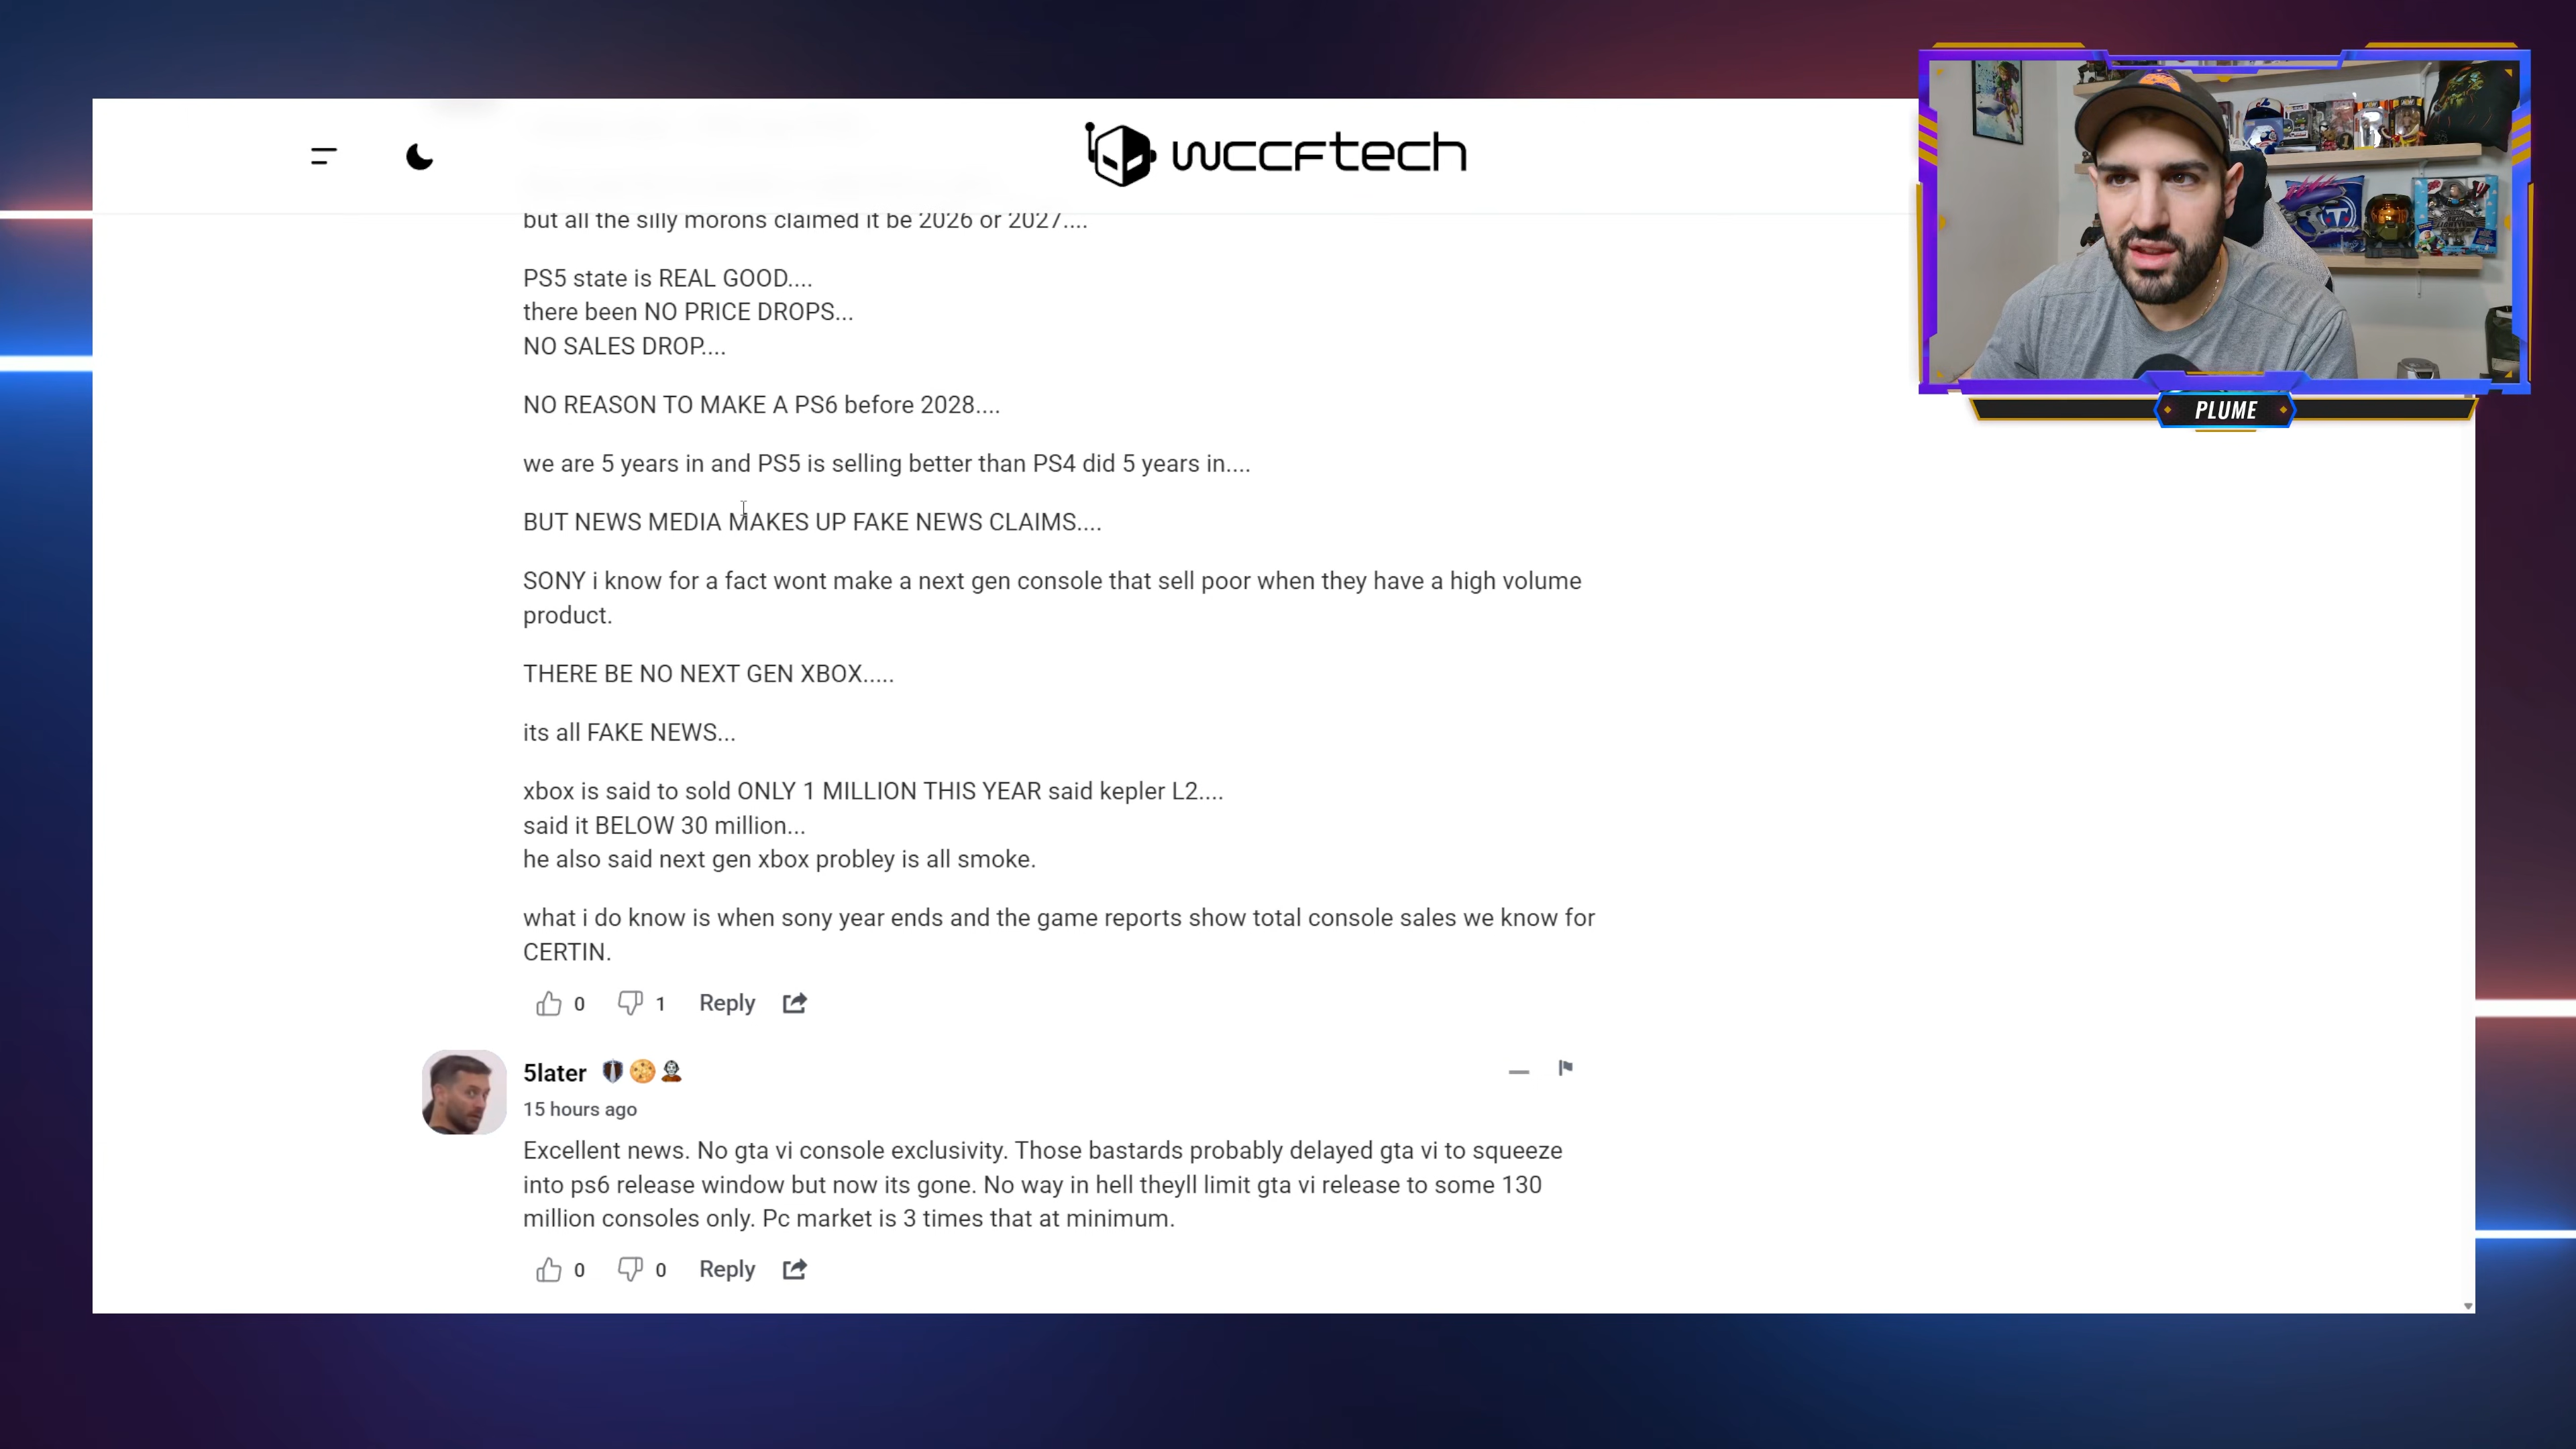 wccftech
but all the silly morons claimed it be 2026 or 2027....
PS5 state is REAL GOOD....
there been NO PRICE DROPS...
NO SALES DROP....
NO REASON TO MAKE A PS6 before 2028....
we are 5 years in and PS5 is selling better than PS4 did 5 years in....
BUT NEWS MEDIA MAKES UP FAKE NEWS CLAIMS....
SONY i know for a fact wont make a next gen console that sell poor when they have a high volume
product.
THERE BE NO NEXT GEN XBOX.....
its all FAKE NEWS...
xbox is said to sold ONLY 1 MILLION THIS YEAR said kepler L2....
said it BELOW 30 million...
he also said next gen xbox probley is all smoke.
what i do know is when sony year ends and the game reports show total console sales we know for
CERTIN.
0 1 Reply
5later
15 hours ago
Excellent news. No gta vi console exclusivity. Those bastards probably delayed gta vi to squeeze
into ps6 release window but now its gone. No way in hell theyll limit gta vi release to some 130
million consoles only. Pc market is 3 times that at minimum.
0 0 Reply
PLUME